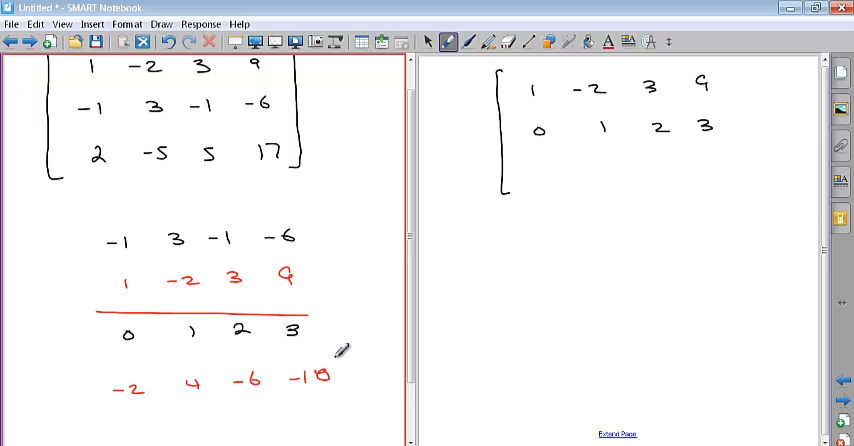 Untitled * - SMART Notebook
File Edit View Insert Format Draw Response Help
1 -2 3 9
-1 3 -1 -6
2 -5 5 17
-1 3 -1 -6
1 -2 3 9
0 1 2 3
-2 4 -6 -18
1 -2 3 9
0 1 2 3
Extend Page